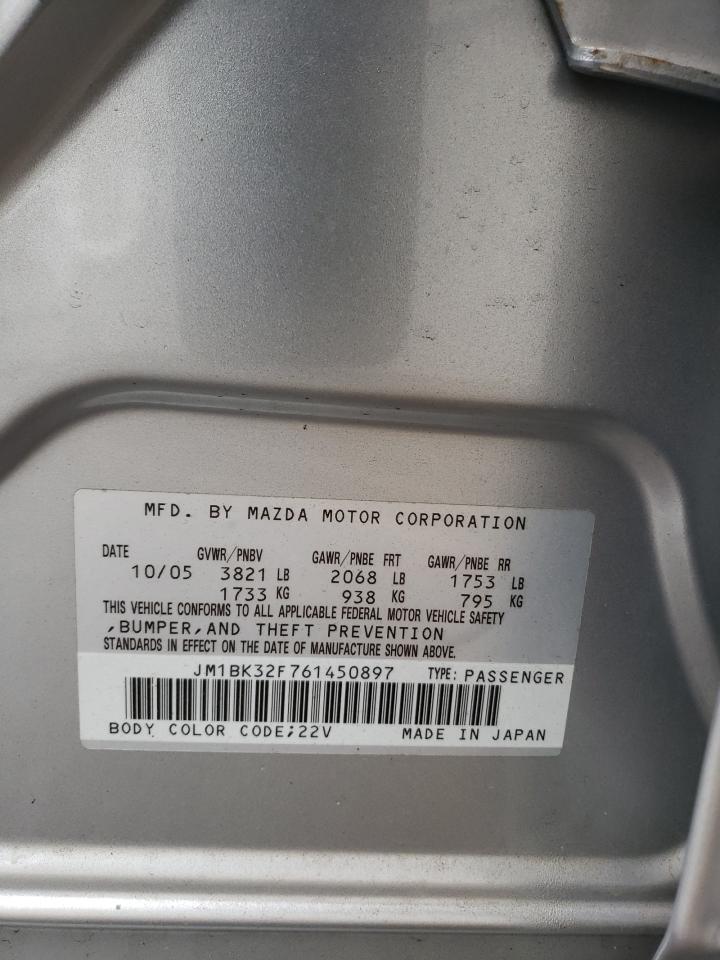 MFD. BY MAZDA MOTOR CORPORATION
DATE GVWR/PNBV GAWR/PNBE FRT GAWR/PNBE RR
10/05 3821 LB 2068 LB 1753 LB
1733 KG 938 KG 795 KG
THIS VEHICLE CONFORMS TO ALL APPLICABLE FEDERAL MOTOR VEHICLE SAFETY
,BUMPER,AND THEFT PREVENTION
STANDARDS IN EFFECT ON THE DATE OF MANUFACTURE SHOWN ABOVE.
JM1BK32F761450897 TYPE: PASSENGER
BODY COLOR CODE;22V MADE IN JAPAN